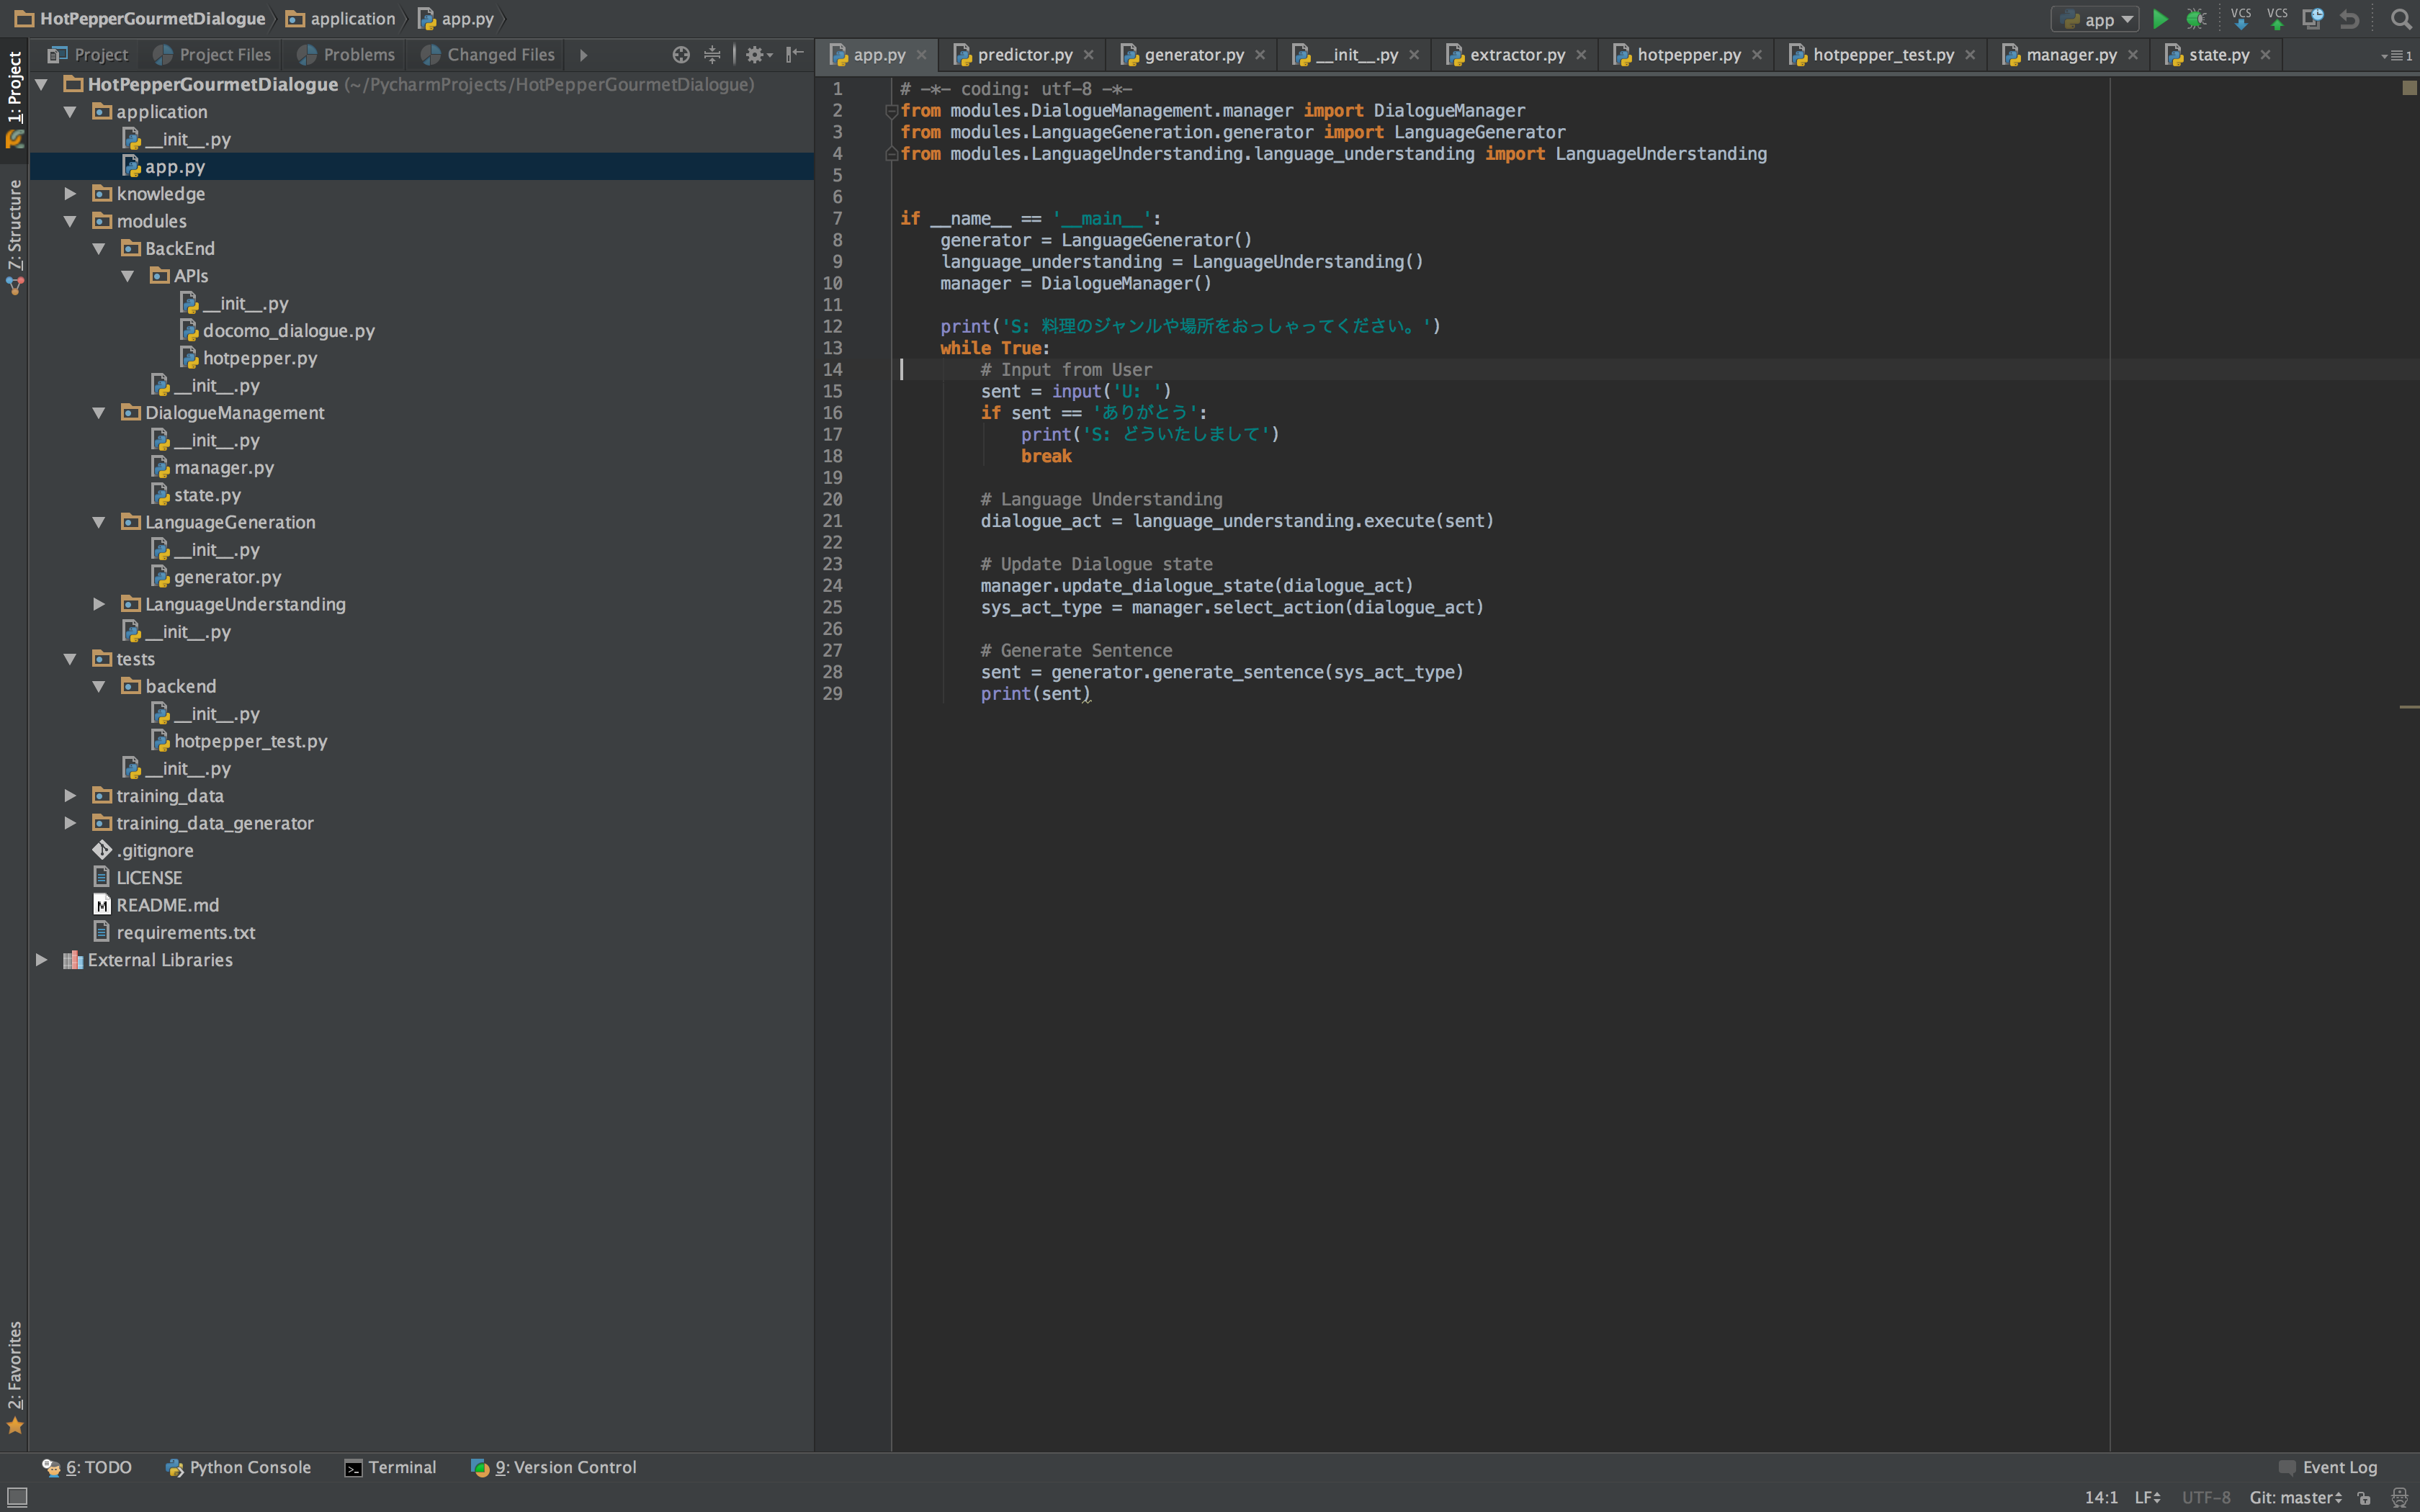 HotPepperGourmetDialogue application app.py
app
VCS VCS
1: Project
Z: Structure
2: Favorites
Project Project Files Problems Changed Files
HotPepperGourmetDialogue (~/PycharmProjects/HotPepperGourmetDialogue)
application
__init__.py
app.py
knowledge
modules
BackEnd
APIs
__init__.py
docomo_dialogue.py
hotpepper.py
__init__.py
DialogueManagement
__init__.py
manager.py
state.py
LanguageGeneration
__init__.py
generator.py
LanguageUnderstanding
__init__.py
tests
backend
__init__.py
hotpepper_test.py
__init__.py
training_data
training_data_generator
.gitignore
LICENSE
README.md
requirements.txt
External Libraries
app.py predictor.py generator.py __init__.py extractor.py hotpepper.py hotpepper_test.py manager.py state.py 1
1 # -*- coding: utf-8 -*-
2 from modules.DialogueManagement.manager import DialogueManager
3 from modules.LanguageGeneration.generator import LanguageGenerator
4 from modules.LanguageUnderstanding.language_understanding import LanguageUnderstanding
5
6
7 if __name__ == '__main__':
8 generator = LanguageGenerator()
9 language_understanding = LanguageUnderstanding()
10 manager = DialogueManager()
11
12 print('S: 料理のジャンルや場所をおっしゃってください。')
13 while True:
14 # Input from User
15 sent = input('U: ')
16 if sent == 'ありがとう':
17 print('S: どういたしまして')
18 break
19
20 # Language Understanding
21 dialogue_act = language_understanding.execute(sent)
22
23 # Update Dialogue state
24 manager.update_dialogue_state(dialogue_act)
25 sys_act_type = manager.select_action(dialogue_act)
26
27 # Generate Sentence
28 sent = generator.generate_sentence(sys_act_type)
29 print(sent)
6: TODO Python Console Terminal 9: Version Control Event Log
14:1 LF UTF-8 Git: master